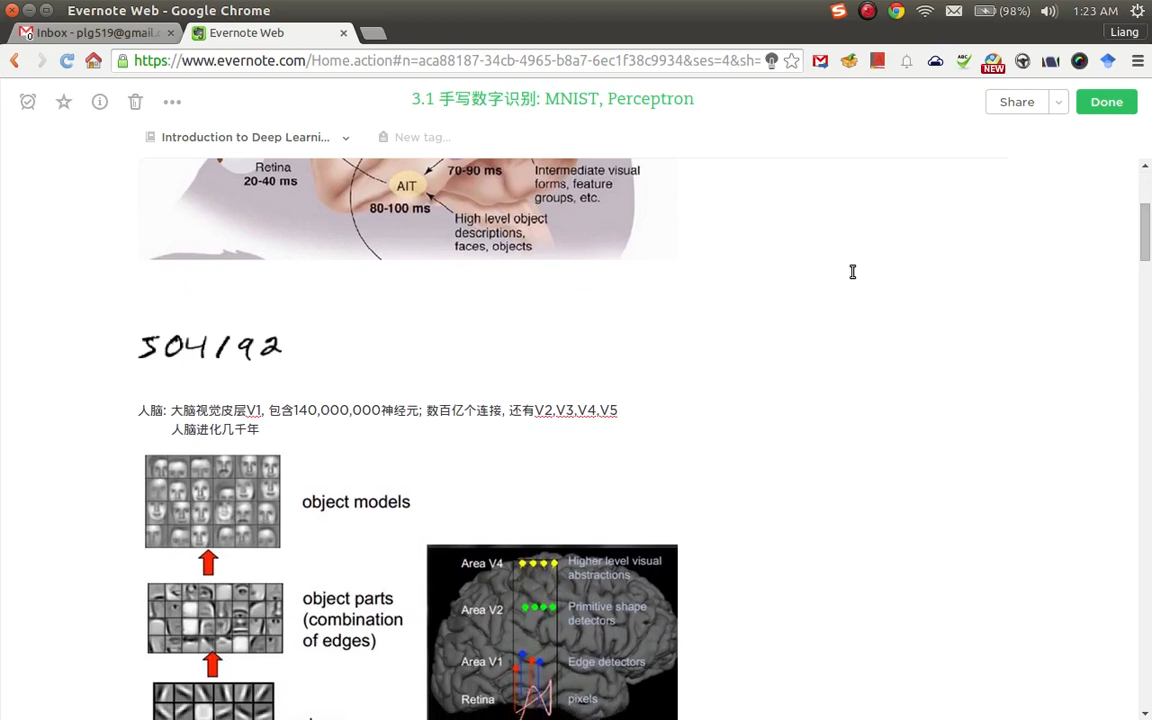 Evernote Web - Google Chrome
(98%)
1:23 AM
Inbox - plg519@gmail.c
Evernote Web
Liang
https://www.evernote.com/Home.action#n=aca88187-34cb-4965-b8a7-6ec1f38c9934&ses=4&sh=
NEW
3.1 手写数字识别: MNIST, Perceptron
Share
Done
Introduction to Deep Learni...
New tag...
Retina
20-40 ms
AIT
80-100 ms
70-90 ms
Intermediate visual
forms, feature
groups, etc.
High level object
descriptions,
faces, objects
504192
人脑: 大脑视觉皮层V1, 包含140,000,000神经元; 数百亿个连接, 还有V2,V3,V4,V5
人脑进化几千年
object models
object parts
(combination
of edges)
Area V4
Higher level visual
abstractions
Area V2
Primitive shape
detectors
Area V1
Edge detectors
Retina
pixels